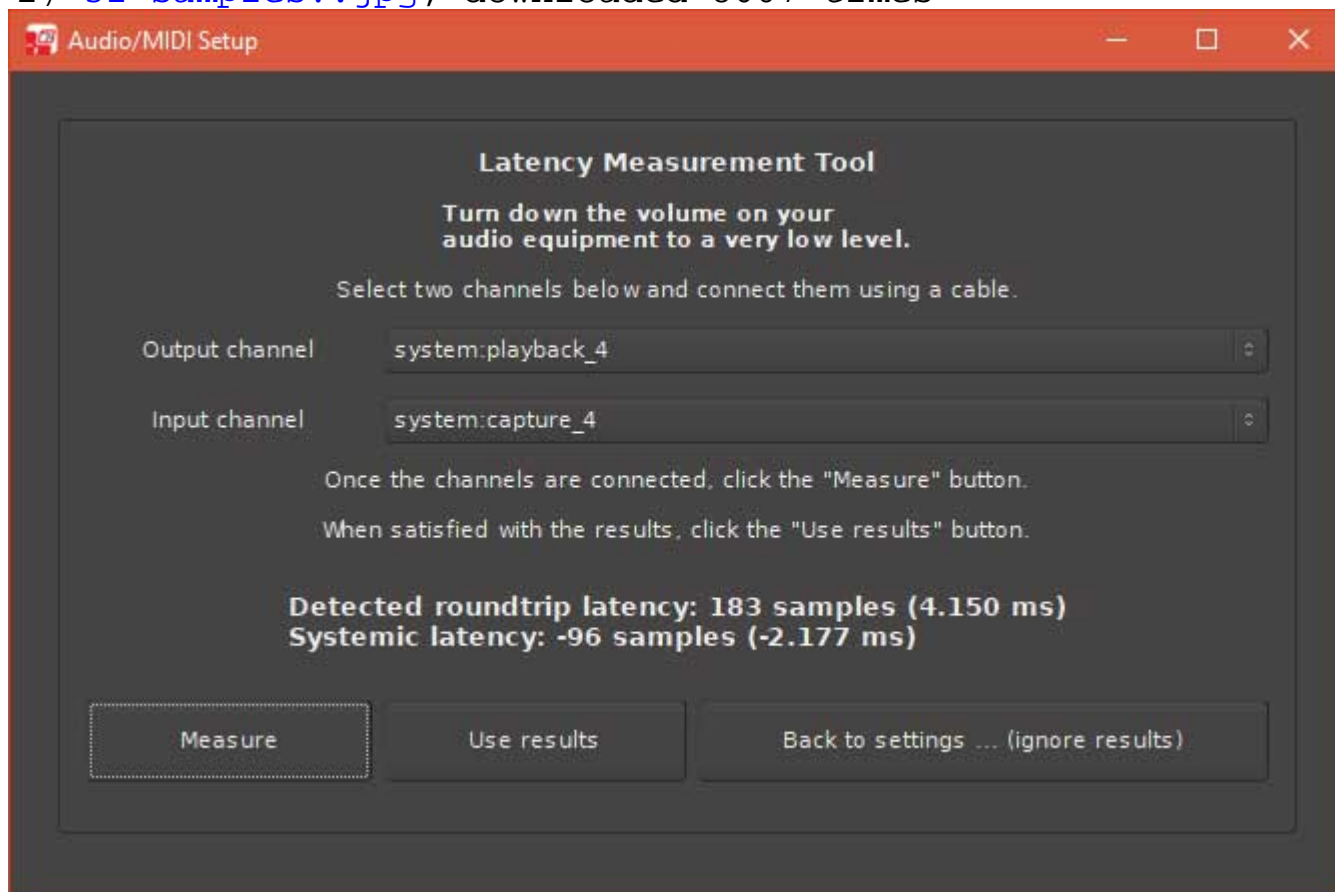 Audio/MIDI Setup
Latency Measurement Tool
Turn down the volume on your
audio equipment to a very low level.
Select two channels below and connect them using a cable.
Output channel system:playback_4
Input channel system:capture_4
Once the channels are connected, click the "Measure" button.
When satisfied with the results, click the "Use results" button.
Detected roundtrip latency: 183 samples (4.150 ms)
Systemic latency: -96 samples (-2.177 ms)
Measure Use results Back to settings ... (ignore results)